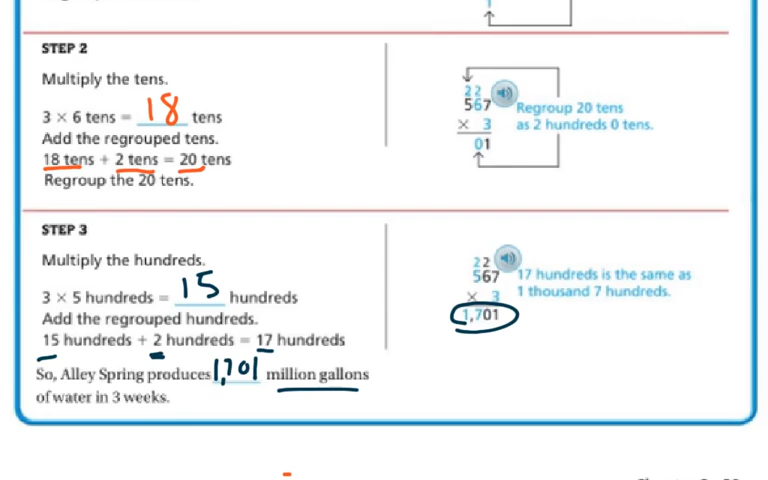 STEP 2
Multiply the tens.
3 × 6 tens = 18 tens
Add the regrouped tens.
18 tens + 2 tens = 20 tens
Regroup the 20 tens.
22
567
× 3
01
Regroup 20 tens
as 2 hundreds 0 tens.
STEP 3
Multiply the hundreds.
3 × 5 hundreds = 15 hundreds
Add the regrouped hundreds.
15 hundreds + 2 hundreds = 17 hundreds
So, Alley Spring produces 1,701 million gallons
of water in 3 weeks.
22
567
× 3
1,701
17 hundreds is the same as
1 thousand 7 hundreds.